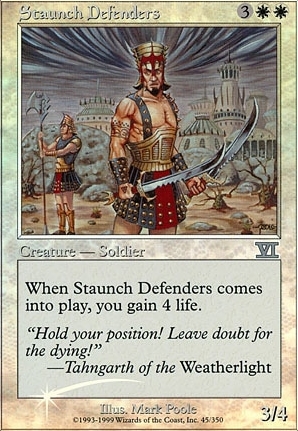 Staunch Defenders 3
Creature — Soldier VI
When Staunch Defenders comes
into play, you gain 4 life.
“Hold your position! Leave doubt for
the dying!”
—Tahngarth of the Weatherlight
Illus. Mark Poole
©1993-1999 Wizards of the Coast, Inc. 45/350
3/4